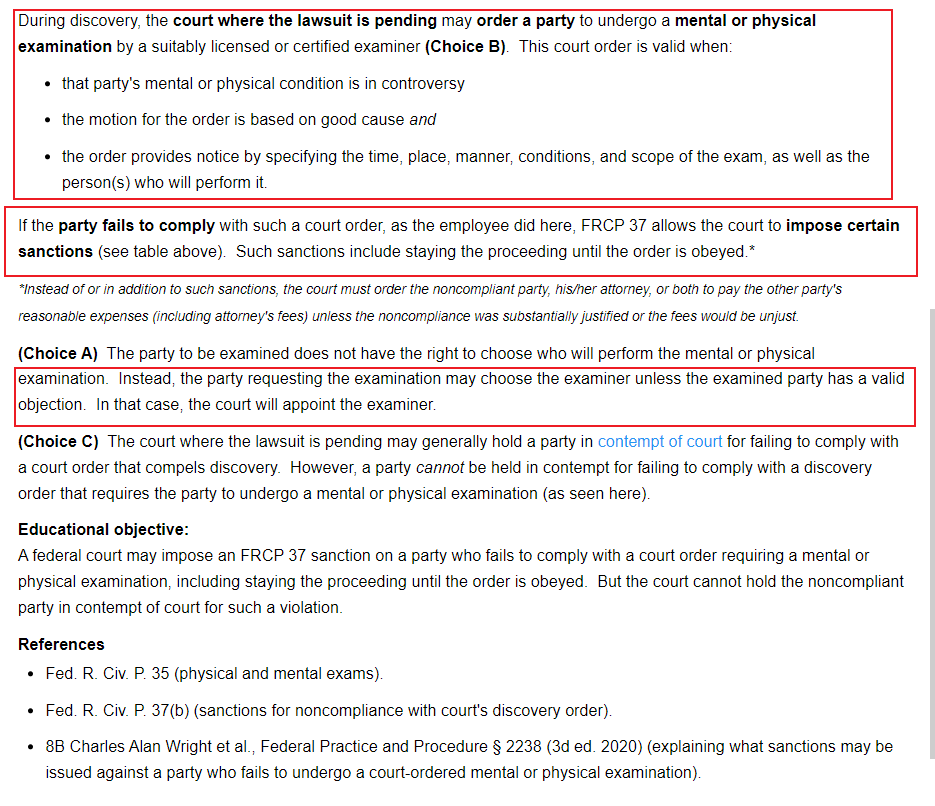 During discovery, the court where the lawsuit is pending may order a party to undergo a mental or physical
examination by a suitably licensed or certified examiner (Choice B).  This court order is valid when:
• that party's mental or physical condition is in controversy
• the motion for the order is based on good cause and
• the order provides notice by specifying the time, place, manner, conditions, and scope of the exam, as well as the
person(s) who will perform it.
If the party fails to comply with such a court order, as the employee did here, FRCP 37 allows the court to impose certain
sanctions (see table above).  Such sanctions include staying the proceeding until the order is obeyed.*
*Instead of or in addition to such sanctions, the court must order the noncompliant party, his/her attorney, or both to pay the other party's
reasonable expenses (including attorney's fees) unless the noncompliance was substantially justified or the fees would be unjust.
(Choice A)  The party to be examined does not have the right to choose who will perform the mental or physical
examination.  Instead, the party requesting the examination may choose the examiner unless the examined party has a valid
objection.  In that case, the court will appoint the examiner.
(Choice C)  The court where the lawsuit is pending may generally hold a party in contempt of court for failing to comply with
a court order that compels discovery.  However, a party cannot be held in contempt for failing to comply with a discovery
order that requires the party to undergo a mental or physical examination (as seen here).
Educational objective:
A federal court may impose an FRCP 37 sanction on a party who fails to comply with a court order requiring a mental or
physical examination, including staying the proceeding until the order is obeyed.  But the court cannot hold the noncompliant
party in contempt of court for such a violation.
References
• Fed. R. Civ. P. 35 (physical and mental exams).
• Fed. R. Civ. P. 37(b) (sanctions for noncompliance with court's discovery order).
• 8B Charles Alan Wright et al., Federal Practice and Procedure § 2238 (3d ed. 2020) (explaining what sanctions may be
issued against a party who fails to undergo a court-ordered mental or physical examination).